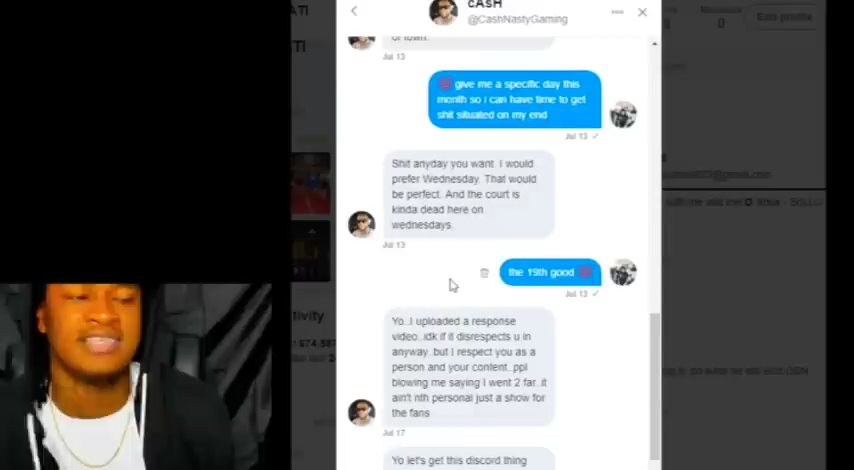 CASH
@CashNastyGaming
Edit profile
0
Jul 13
💯 give me a specific day this
month so i can have time to get
shit situated on my end
Jul 13 ✓
Shit anyday you want. I would
prefer Wednesday. That would
be perfect. And the court is
kinda dead here on
wednesdays
Jul 13
the 19th good 💯
Jul 13 ✓
Yo..I uploaded a response
video..idk if it disrespects u in
anyway..but I respect you as a
person and your content..ppl
blowing me saying I went 2 far..it
ain't nth personal just a show for
the fans
Jul 17
Yo let's get this discord thing